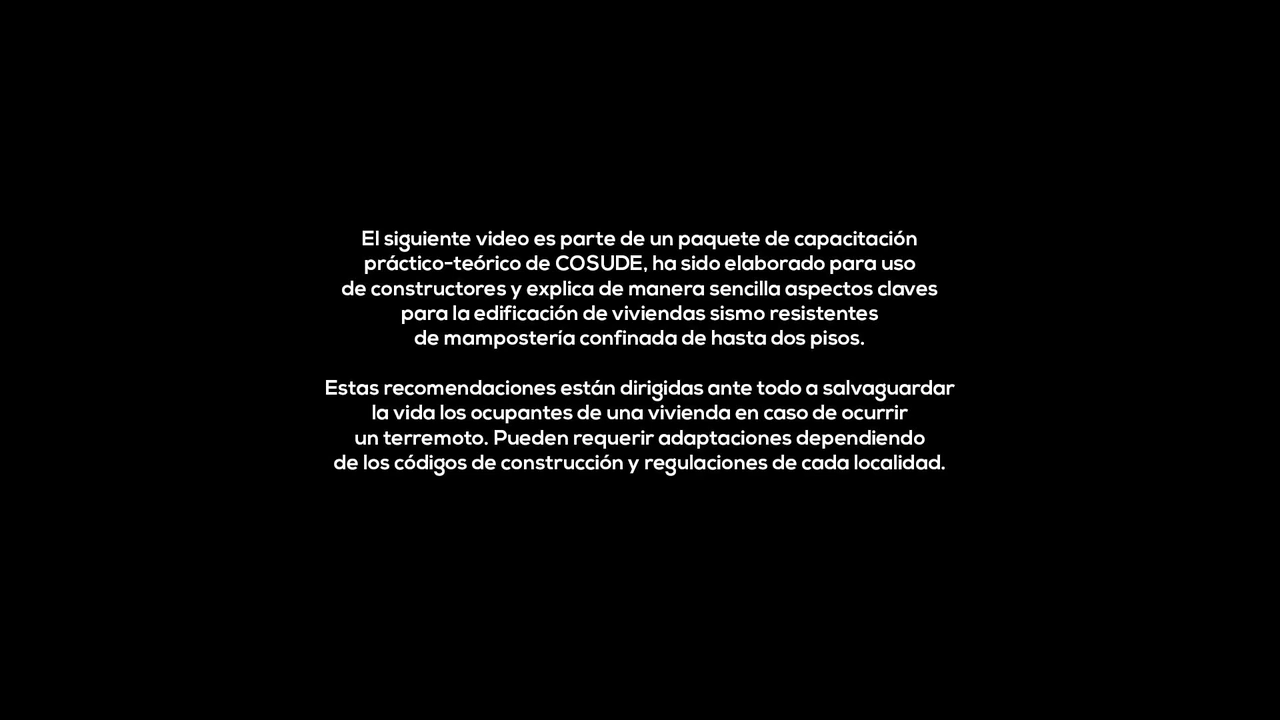 El siguiente video es parte de un paquete de capacitación
práctico-teórico de COSUDE, ha sido elaborado para uso
de constructores y explica de manera sencilla aspectos claves
para la edificación de viviendas sismo resistentes
de mampostería confinada de hasta dos pisos.
Estas recomendaciones están dirigidas ante todo a salvaguardar
la vida los ocupantes de una vivienda en caso de ocurrir
un terremoto. Pueden requerir adaptaciones dependiendo
de los códigos de construcción y regulaciones de cada localidad.